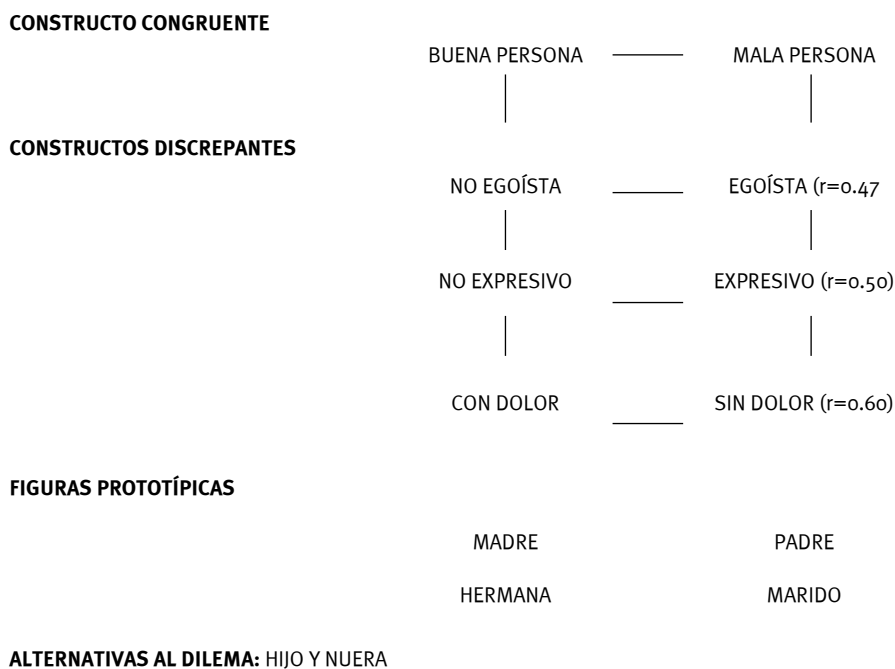 CONSTRUCTO CONGRUENTE
BUENA PERSONA MALA PERSONA
CONSTRUCTOS DISCREPANTES
NO EGOÍSTA EGOÍSTA (r=0.47
NO EXPRESIVO EXPRESIVO (r=0.50)
CON DOLOR SIN DOLOR (r=0.60)
FIGURAS PROTOTÍPICAS
MADRE PADRE
HERMANA MARIDO
ALTERNATIVAS AL DILEMA: HIJO Y NUERA